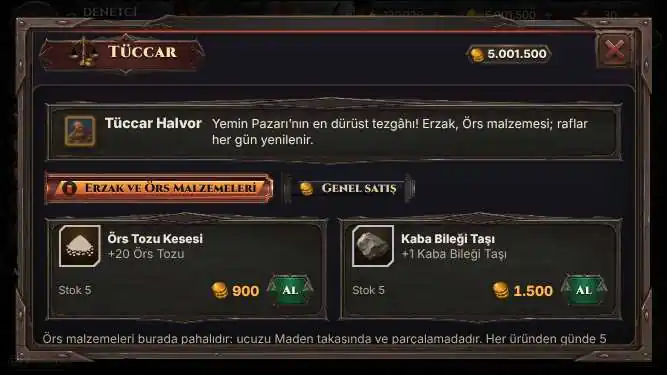 DENETÇİ
TÜCCAR
5.001.500
Tüccar Halvor
Yemin Pazarı'nın en dürüst tezgâhı! Erzak, Örs malzemesi; raflar
her gün yenilenir.
ERZAK VE ÖRS MALZEMELERİ
GENEL SATIŞ
Örs Tozu Kesesi
+20 Örs Tozu
Stok 5
900
AL
Kaba Bileği Taşı
+1 Kaba Bileği Taşı
Stok 5
1.500
AL
Örs malzemeleri burada pahalıdır: ucuzu Maden takasında ve parçalamadadır. Her üründen günde 5